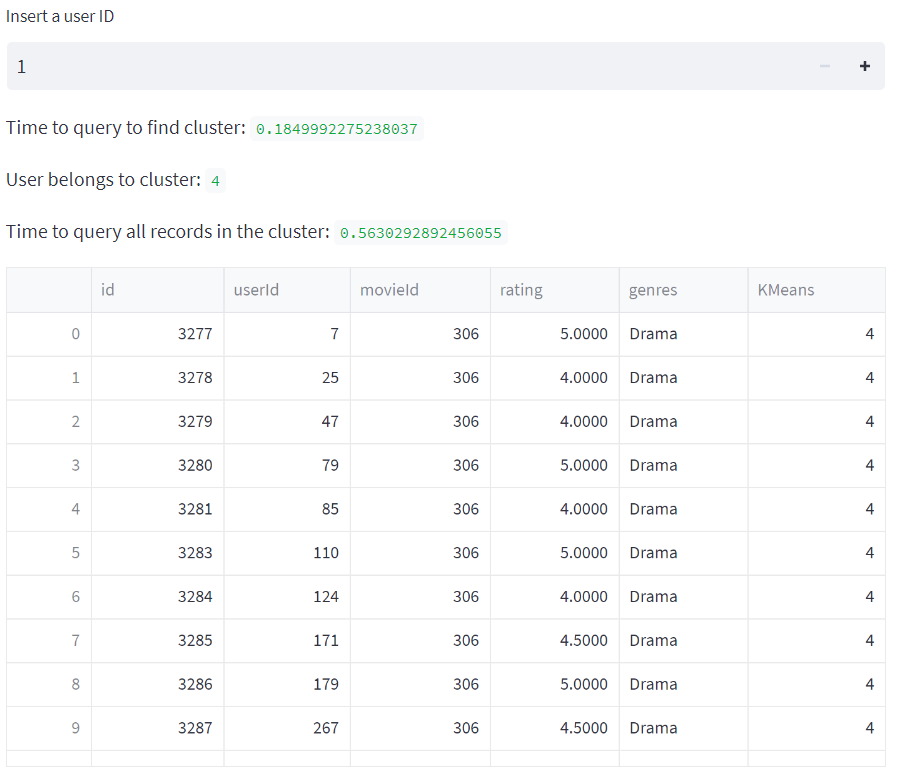 Insert a user ID
1
Time to query to find cluster: 0.1849992275238037
User belongs to cluster: 4
Time to query all records in the cluster: 0.5630292892456055
id userId movieId rating genres KMeans
0 3277 7 306 5.0000 Drama 4
1 3278 25 306 4.0000 Drama 4
2 3279 47 306 4.0000 Drama 4
3 3280 79 306 5.0000 Drama 4
4 3281 85 306 4.0000 Drama 4
5 3283 110 306 5.0000 Drama 4
6 3284 124 306 4.0000 Drama 4
7 3285 171 306 4.5000 Drama 4
8 3286 179 306 5.0000 Drama 4
9 3287 267 306 4.5000 Drama 4